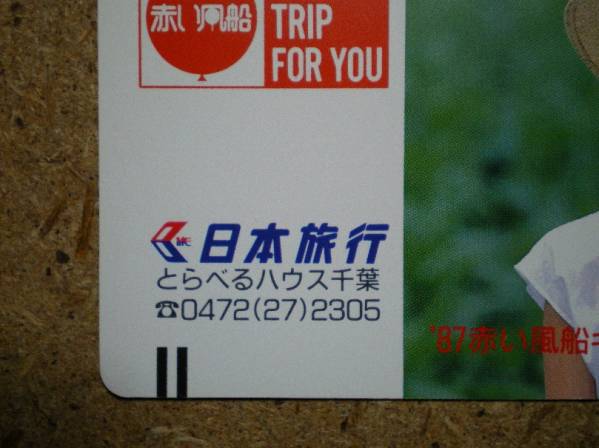 赤い風船
TRIP
FOR YOU
日本旅行
とらべるハウス千葉
☎0472(27)2305
'87赤い風船キ